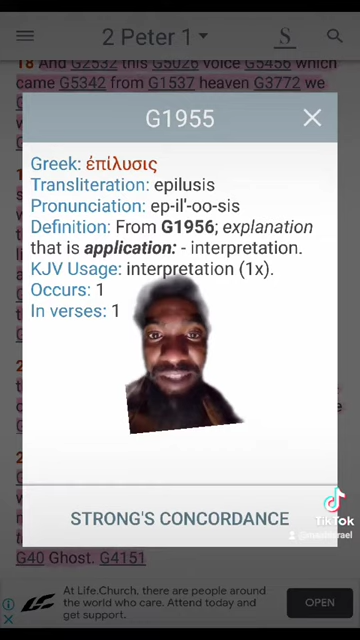 2 Peter 1
S
18 And G2532 this G5026 voice G5456 which
came G5342 from G1537 heaven G3772 we
G1955
Greek: ἐπίλυσις
Transliteration: epilusis
Pronunciation: ep-il'-oo-sis
Definition: From G1956; explanation
that is application: - interpretation.
KJV Usage: interpretation (1x).
Occurs: 1
In verses: 1
STRONG'S CONCORDANCE
TikTok
G40 Ghost. G4151
At Life.Church, there are people around
the world who care. Attend today and
get support.
OPEN